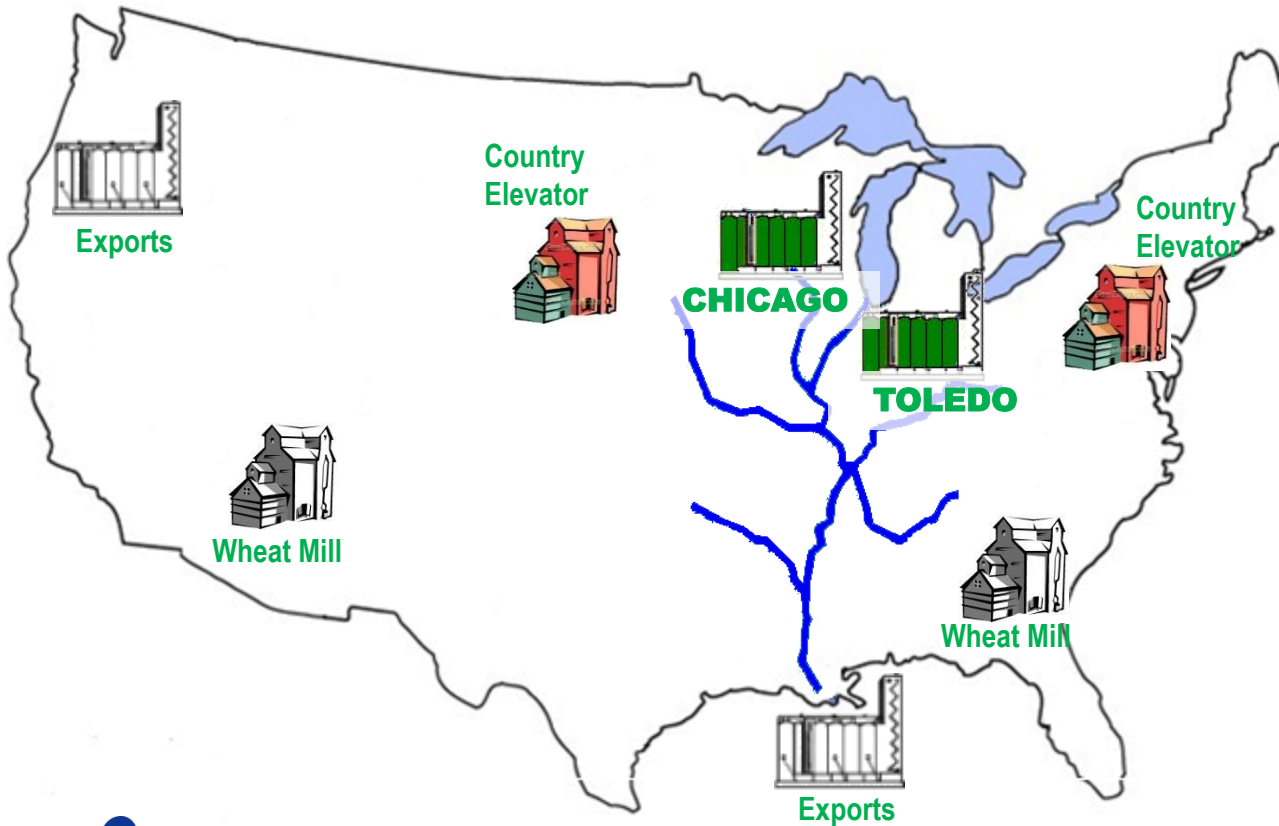 Country
Elevator
Country
Elevator
Exports
CHICAGO
TOLEDO
Wheat Mill
Wheat Mill
Exports